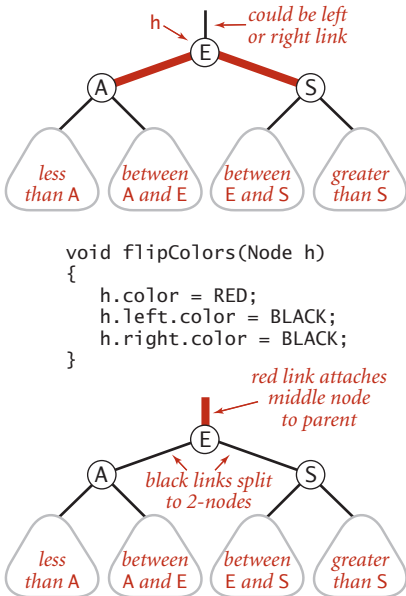 could be left
or right link
h
E
A
S
less
than A
between
A and E
between
E and S
greater
than S
void flipColors(Node h)
{
   h.color = RED;
   h.left.color = BLACK;
   h.right.color = BLACK;
}
red link attaches
middle node
to parent
E
A
S
black links split
to 2-nodes
less
than A
between
A and E
between
E and S
greater
than S